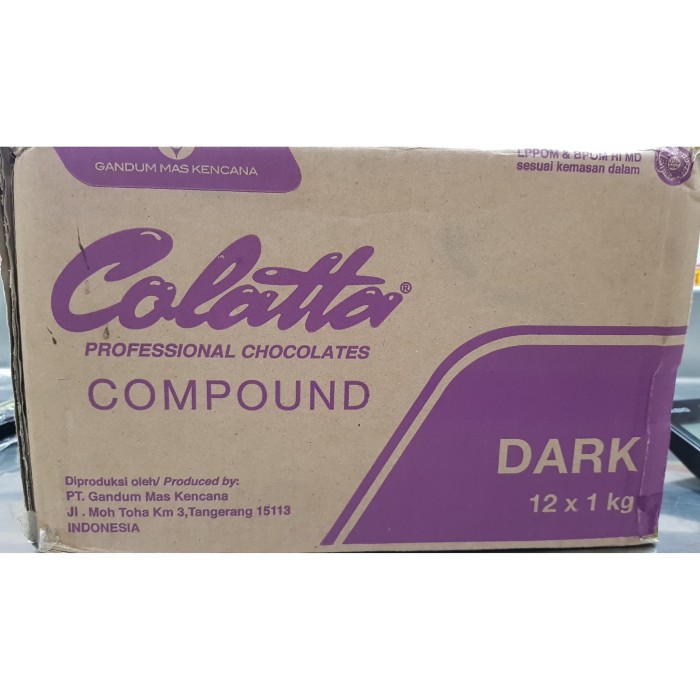 GANDUM MAS KENCANA
LPPOM & BPOM RI MD
sesuai kemasan dalam
Colatta®
PROFESSIONAL CHOCOLATES
COMPOUND
DARK
12 x 1 kg
Diproduksi oleh/ Produced by:
PT. Gandum Mas Kencana
Jl . Moh Toha Km 3,Tangerang 15113
INDONESIA